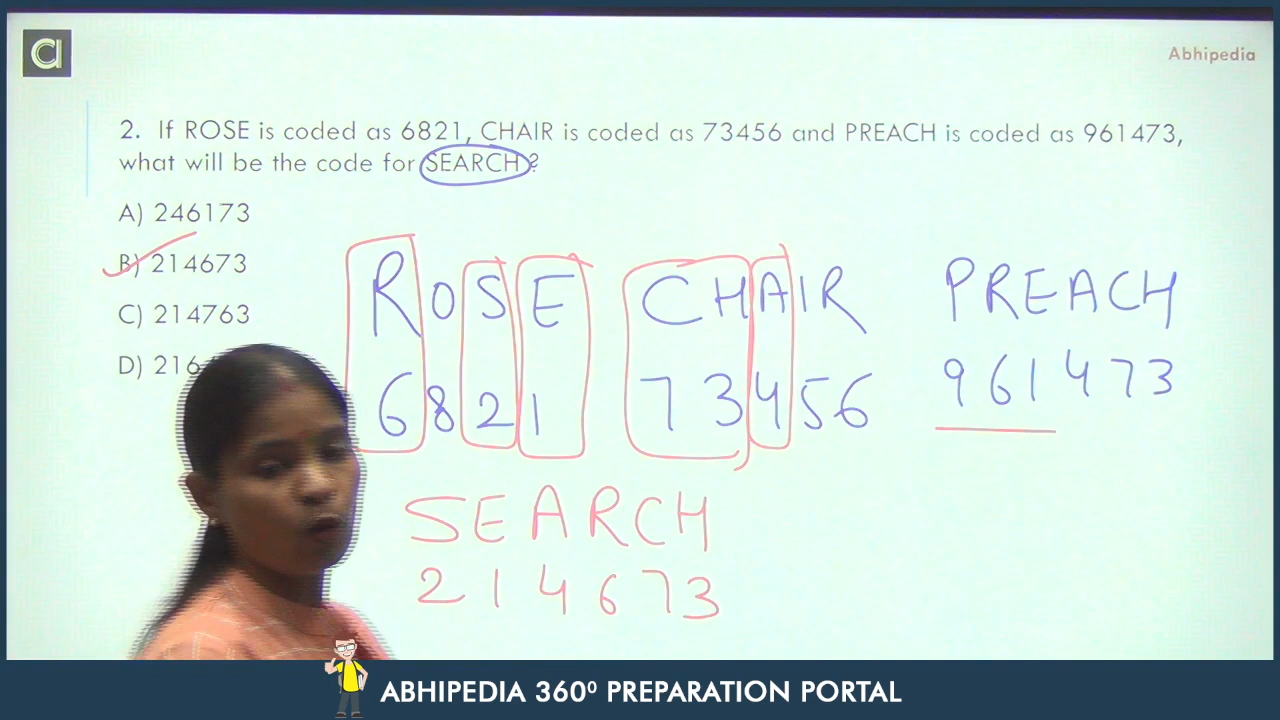 a
Abhipedia
2. If ROSE is coded as 6821, CHAIR is coded as 73456 and PREACH is coded as 961473,
what will be the code for SEARCH ?
A) 246173
B) 214673
C) 214763
D) 216
ROSE CHAIR PREACH
6821 73456 961473
SEARCH
214673
ABHIPEDIA 360⁰ PREPARATION PORTAL